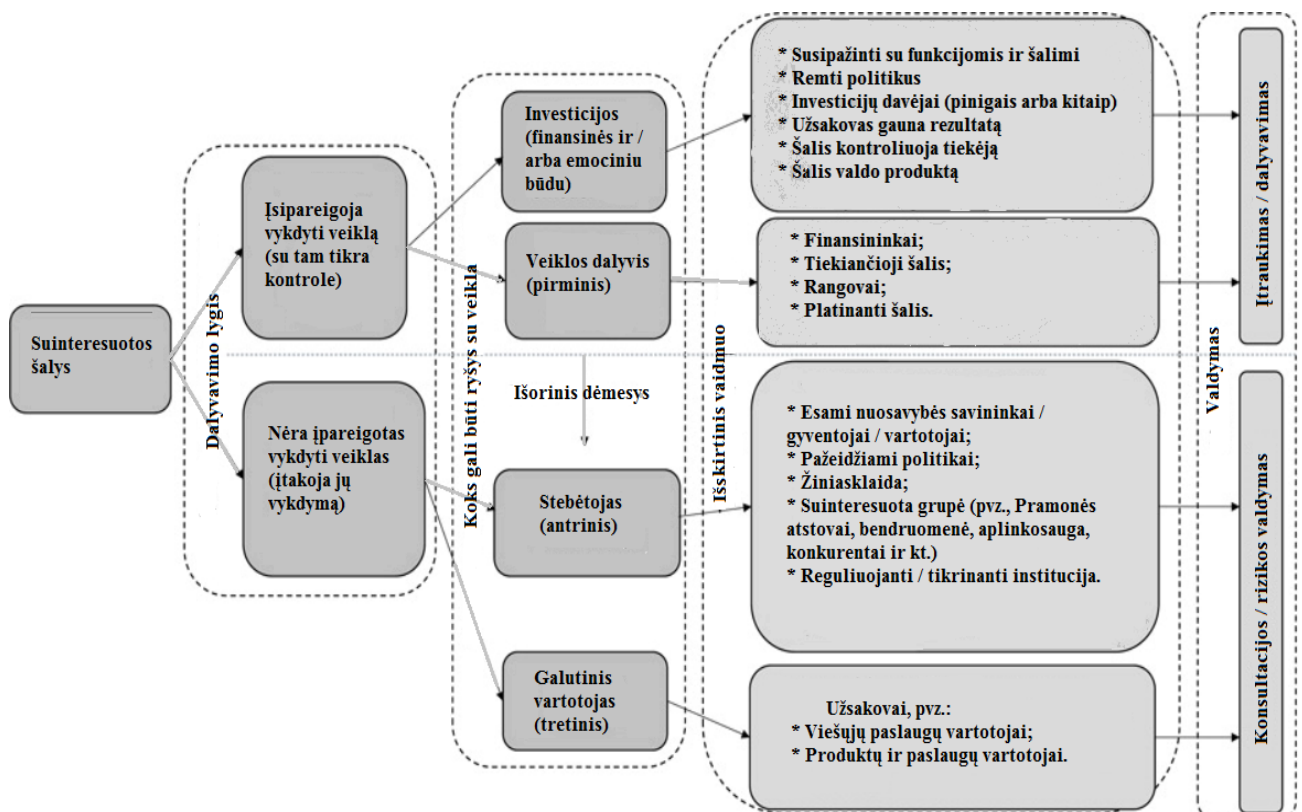 Suinteresuotos
šalys
Dalyvavimo lygis
Įsipareigoja
vykdyti veiklą
(su tam tikra
kontrole)
Nėra įpareigotas
vykdyti veiklas
(įtakoja jų
vykdymą)
Koks gali būti ryšys su veikla
Investicijos
(finansinės ir /
arba emociniu
būdu)
Veiklos dalyvis
(pirminis)
Išorinis dėmesys
Stebėtojas
(antrinis)
Galutinis
vartotojas
(tretinis)
Išskirtinis vaidmuo
* Susipažinti su funkcijomis ir šalimi
* Remti politikus
* Investicijų davėjai (pinigais arba kitaip)
* Užsakovas gauna rezultatą
* Šalis kontroliuoja tiekėją
* Šalis valdo produktą
* Finansininkai;
* Tiekiančioji šalis;
* Rangovai;
* Platinanti šalis.
* Esami nuosavybės savininkai /
gyventojai / vartotojai;
* Pažeidžiami politikai;
* Žiniasklaida;
* Suinteresuota grupė (pvz., Pramonės
atstovai, bendruomenė, aplinkosauga,
konkurentai ir kt.)
* Reguliuojanti / tikrinanti institucija.
Užsakovai, pvz.:
* Viešųjų paslaugų vartotojai;
* Produktų ir paslaugų vartotojai.
Valdymas
Įtraukimas / dalyvavimas
Konsultacijos / rizikos valdymas